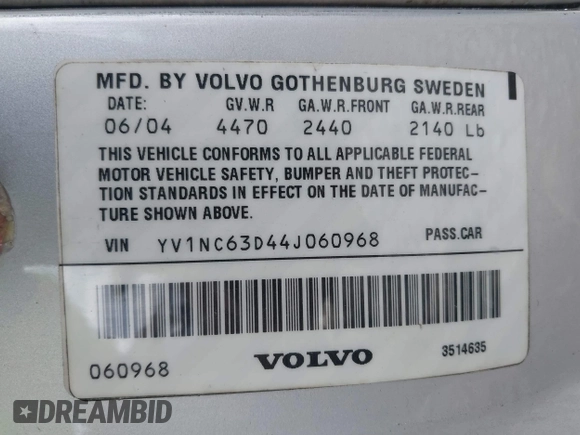 MFD. BY VOLVO GOTHENBURG SWEDEN
DATE: GV.W.R GA.W.R.FRONT GA.W.R.REAR
06/04 4470 2440 2140 Lb
THIS VEHICLE CONFORMS TO ALL APPLICABLE FEDERAL
MOTOR VEHICLE SAFETY, BUMPER AND THEFT PROTEC-
TION STANDARDS IN EFFECT ON THE DATE OF MANUFAC-
TURE SHOWN ABOVE.
VIN YV1NC63D44J060968 PASS.CAR
060968 VOLVO 3514635
DREAMBID